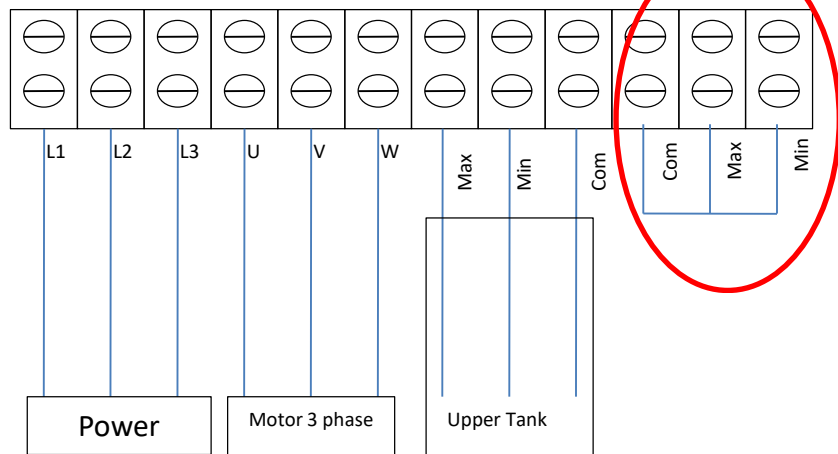 L1 L2 L3 U V W
Max Min Com Com Max Min
Power Motor 3 phase Upper Tank